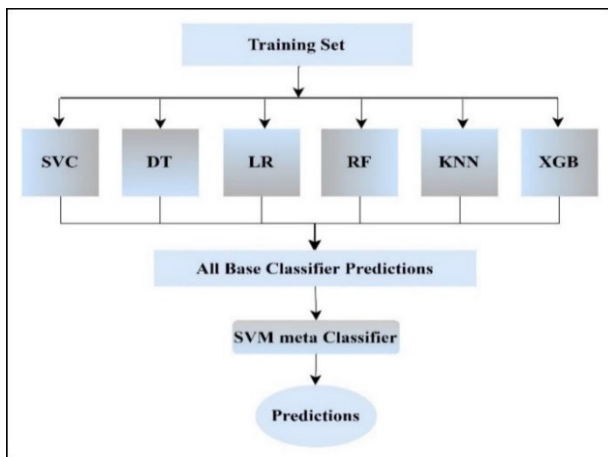 Training Set
SVC DT LR RF KNN XGB
All Base Classifier Predictions
SVM meta Classifier
Predictions